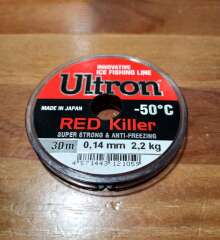 INNOVATIVE
ICE FISHING LINE
Ultron
MADE IN JAPAN
-50°C
RED Killer
SUPER STRONG & ANTI-FREEZING
30m 0,14 mm 2,2 kg
4571443121059